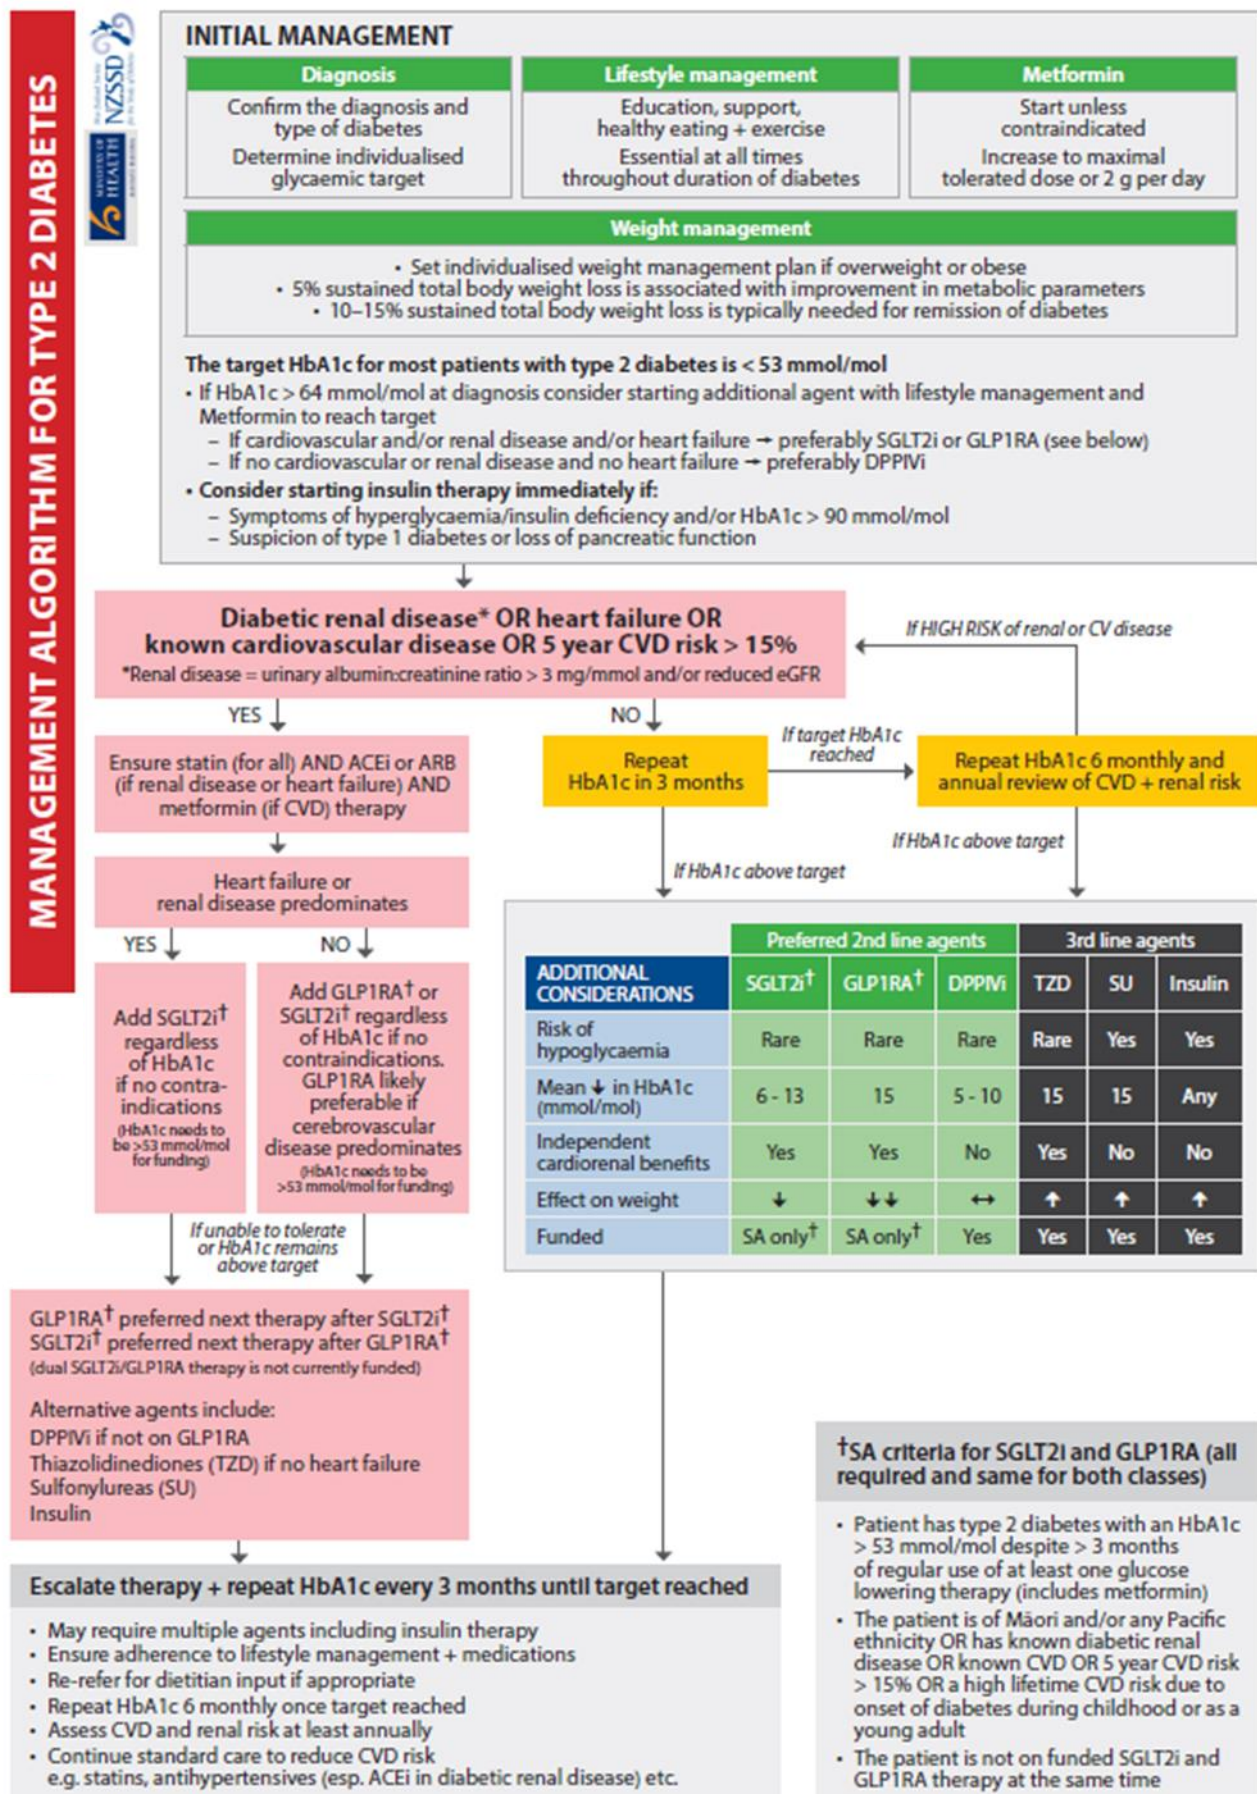 MANAGEMENT ALGORITHM FOR TYPE 2 DIABETES
NZSSD
MINISTRY OF
HEALTH
INITIAL MANAGEMENT
Diagnosis
Confirm the diagnosis and
type of diabetes
Determine individualised
glycaemic target
Lifestyle management
Education, support,
healthy eating + exercise
Essential at all times
throughout duration of diabetes
Metformin
Start unless
contraindicated
Increase to maximal
tolerated dose or 2 g per day
Weight management
• Set individualised weight management plan if overweight or obese
• 5% sustained total body weight loss is associated with improvement in metabolic parameters
• 10–15% sustained total body weight loss is typically needed for remission of diabetes
The target HbA1c for most patients with type 2 diabetes is < 53 mmol/mol
• If HbA1c > 64 mmol/mol at diagnosis consider starting additional agent with lifestyle management and
Metformin to reach target
– If cardiovascular and/or renal disease and/or heart failure → preferably SGLT2i or GLP1RA (see below)
– If no cardiovascular or renal disease and no heart failure → preferably DPPIVi
• Consider starting insulin therapy immediately if:
– Symptoms of hyperglycaemia/insulin deficiency and/or HbA1c > 90 mmol/mol
– Suspicion of type 1 diabetes or loss of pancreatic function
Diabetic renal disease* OR heart failure OR
known cardiovascular disease OR 5 year CVD risk > 15%
*Renal disease = urinary albumin:creatinine ratio > 3 mg/mmol and/or reduced eGFR
If HIGH RISK of renal or CV disease
YES
NO
Ensure statin (for all) AND ACEi or ARB
(if renal disease or heart failure) AND
metformin (if CVD) therapy
Repeat
HbA1c in 3 months
If target HbA1c
reached
Repeat HbA1c 6 monthly and
annual review of CVD + renal risk
If HbA1c above target
If HbA1c above target
Heart failure or
renal disease predominates
YES
NO
Add SGLT2i†
regardless
of HbA1c
if no contra-
indications
(HbA1c needs to
be >53 mmol/mol
for funding)
Add GLP1RA† or
SGLT2i† regardless
of HbA1c if no
contraindications.
GLP1RA likely
preferable if
cerebrovascular
disease predominates
(HbA1c needs to be
>53 mmol/mol for funding)
Preferred 2nd line agents 3rd line agents
ADDITIONAL
CONSIDERATIONS
SGLT2i† GLP1RA† DPPIVi TZD SU Insulin
Risk of
hypoglycaemia
Rare Rare Rare Rare Yes Yes
Mean ↓ in HbA1c
(mmol/mol)
6 - 13 15 5 - 10 15 15 Any
Independent
cardiorenal benefits
Yes Yes No Yes No No
Effect on weight ↓ ↓↓ ↔ ↑ ↑ ↑
Funded SA only† SA only† Yes Yes Yes Yes
If unable to tolerate
or HbA1c remains
above target
GLP1RA† preferred next therapy after SGLT2i†
SGLT2i† preferred next therapy after GLP1RA†
(dual SGLT2i/GLP1RA therapy is not currently funded)
Alternative agents include:
DPPIVi if not on GLP1RA
Thiazolidinediones (TZD) if no heart failure
Sulfonylureas (SU)
Insulin
Escalate therapy + repeat HbA1c every 3 months until target reached
• May require multiple agents including insulin therapy
• Ensure adherence to lifestyle management + medications
• Re-refer for dietitian input if appropriate
• Repeat HbA1c 6 monthly once target reached
• Assess CVD and renal risk at least annually
• Continue standard care to reduce CVD risk
e.g. statins, antihypertensives (esp. ACEi in diabetic renal disease) etc.
†SA criteria for SGLT2i and GLP1RA (all
required and same for both classes)
• Patient has type 2 diabetes with an HbA1c
> 53 mmol/mol despite > 3 months
of regular use of at least one glucose
lowering therapy (includes metformin)
• The patient is of Māori and/or any Pacific
ethnicity OR has known diabetic renal
disease OR known CVD OR 5 year CVD risk
> 15% OR a high lifetime CVD risk due to
onset of diabetes during childhood or as a
young adult
• The patient is not on funded SGLT2i and
GLP1RA therapy at the same time